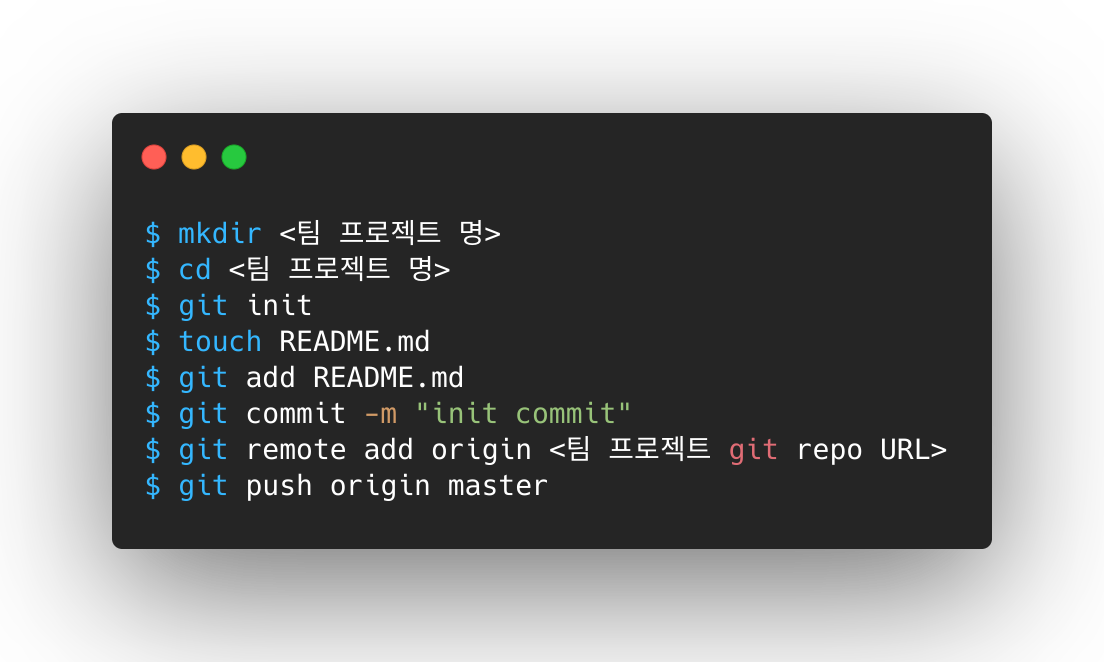 $ mkdir <팀 프로젝트 명>
$ cd <팀 프로젝트 명>
$ git init
$ touch README.md
$ git add README.md
$ git commit -m "init commit"
$ git remote add origin <팀 프로젝트 git repo URL>
$ git push origin master